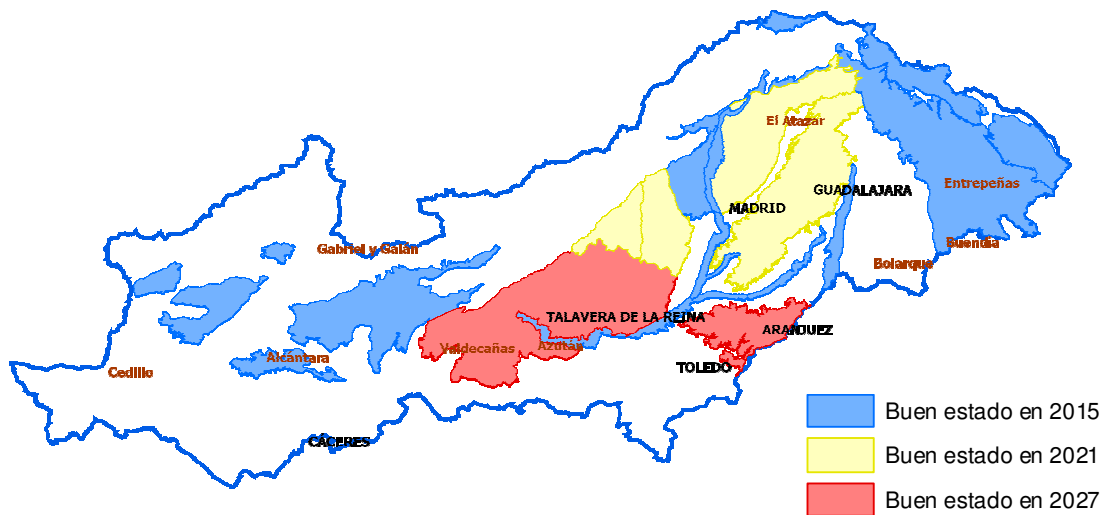 El Atazar
GUADALAJARA
Entrepeñas
MADRID
Buendía
Gabriel y Galán
Bolarque
TALAVERA DE LA REINA
ARANJUEZ
Azután
Valdecañas
Alcántara
TOLEDO
Cedillo
CÁCERES
Buen estado en 2015
Buen estado en 2021
Buen estado en 2027